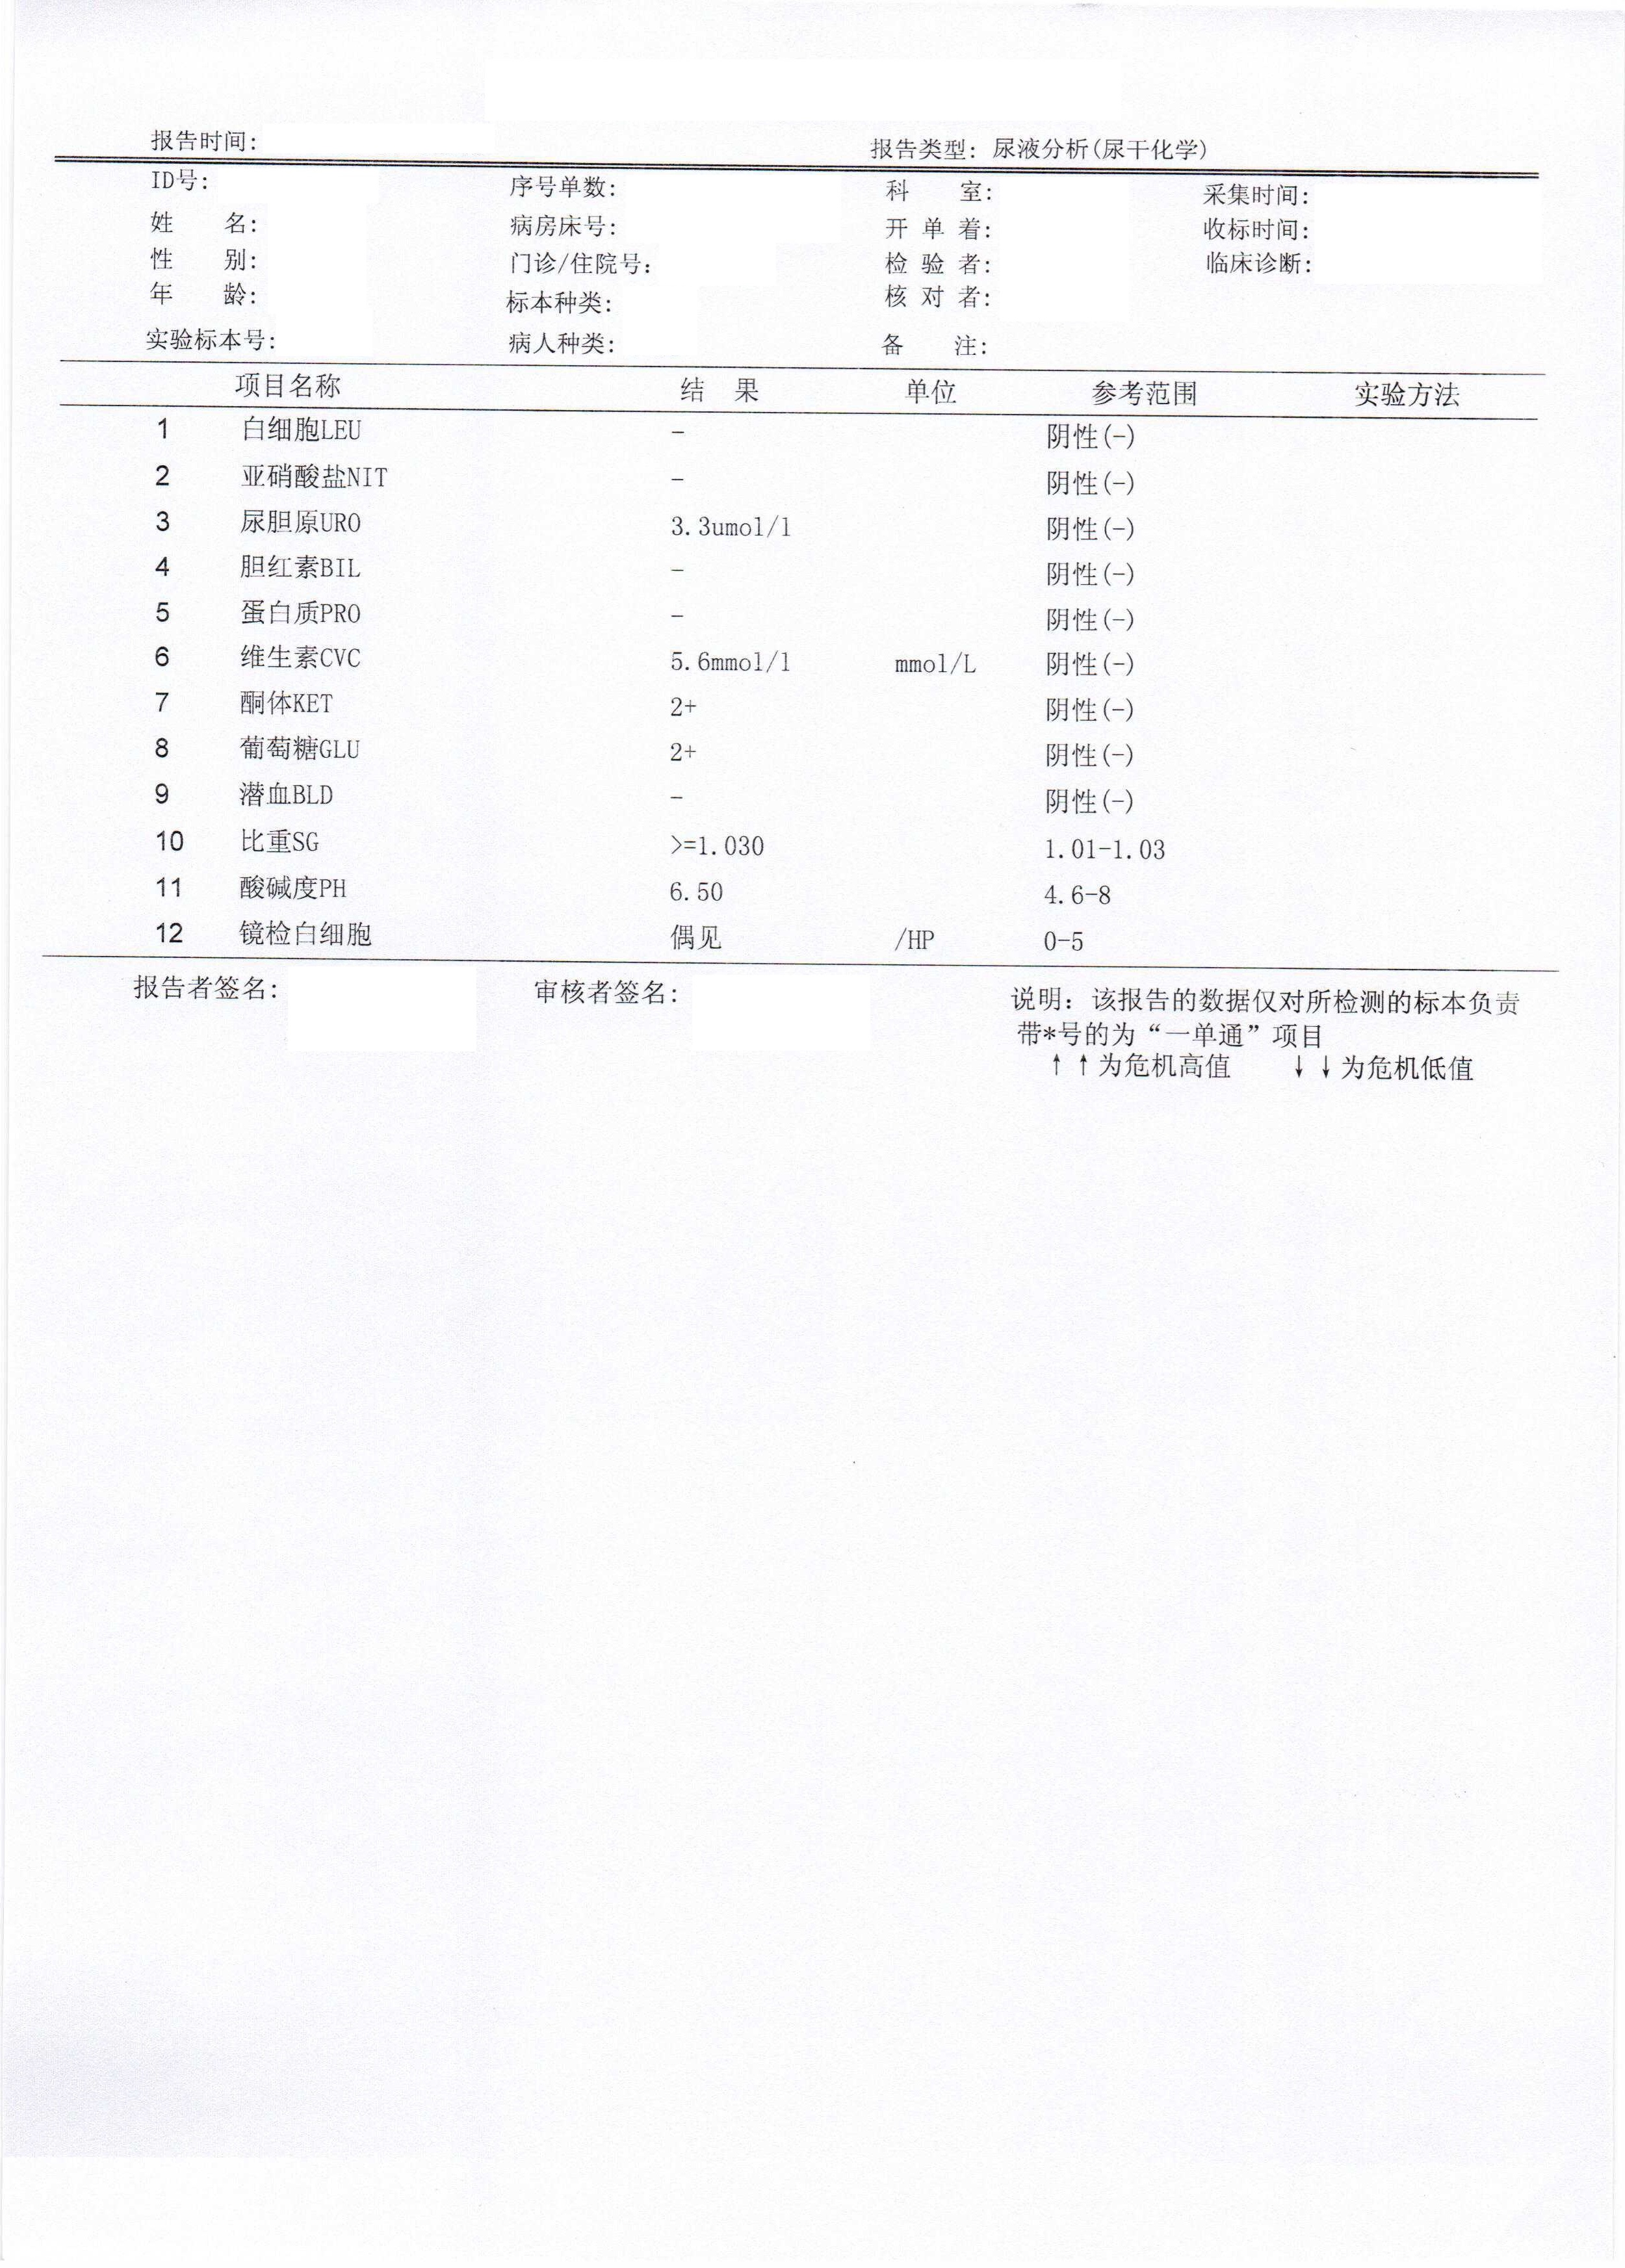 报告时间: 报告类型: 尿液分析(尿干化学)
ID号: 序号单数: 科 室: 采集时间:
姓 名: 病房床号: 开 单 着: 收标时间:
性 别: 门诊/住院号: 检 验 者: 临床诊断:
年 龄: 标本种类: 核 对 者:
实验标本号: 病人种类: 备 注:
项目名称 结 果 单位 参考范围 实验方法
1 白细胞LEU - 阴性(-)
2 亚硝酸盐NIT - 阴性(-)
3 尿胆原URO 3.3umol/l 阴性(-)
4 胆红素BIL - 阴性(-)
5 蛋白质PRO - 阴性(-)
6 维生素CVC 5.6mmol/l mmol/L 阴性(-)
7 酮体KET 2+ 阴性(-)
8 葡萄糖GLU 2+ 阴性(-)
9 潜血BLD - 阴性(-)
10 比重SG >=1.030 1.01-1.03
11 酸碱度PH 6.50 4.6-8
12 镜检白细胞 偶见 /HP 0-5
报告者签名: 审核者签名: 说明: 该报告的数据仅对所检测的标本负责
带*号的为“一单通”项目
↑↑为危机高值 ↓↓为危机低值